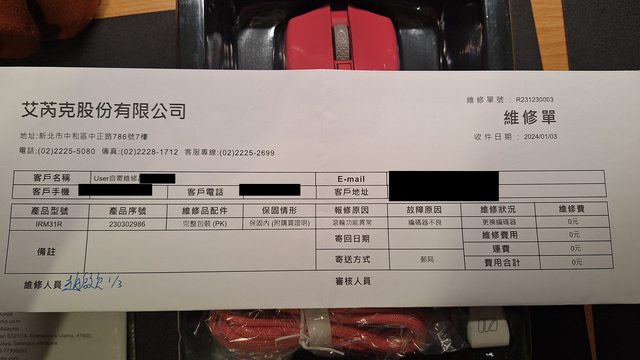 艾芮克股份有限公司
維修單號：R231230003
維修單
地址:新北市中和區中正路786號7樓
收件日期：2024/01/03
電話:(02)2225-5080 傳真:(02)2228-1712 客服專線:(02)2225-2699
客戶名稱 User自寄維修 E-mail
客戶手機 客戶電話 客戶地址
產品型號 產品序號 維修品配件 保固情形 報修原因 故障原因 維修狀況 維修費
IRM31R 230302986 完整包裝 (PK) 保固內 (附購買證明) 滾輪功能異常 編碼器不良 更換編碼器 0元
備註 寄回日期 維修費用 0元
運費 0元
寄送方式 郵局 費用合計 0元
維修人員 1/3 審核人員
Korea
Malaysia
47400,
Jaya, Selangor, Malaysia